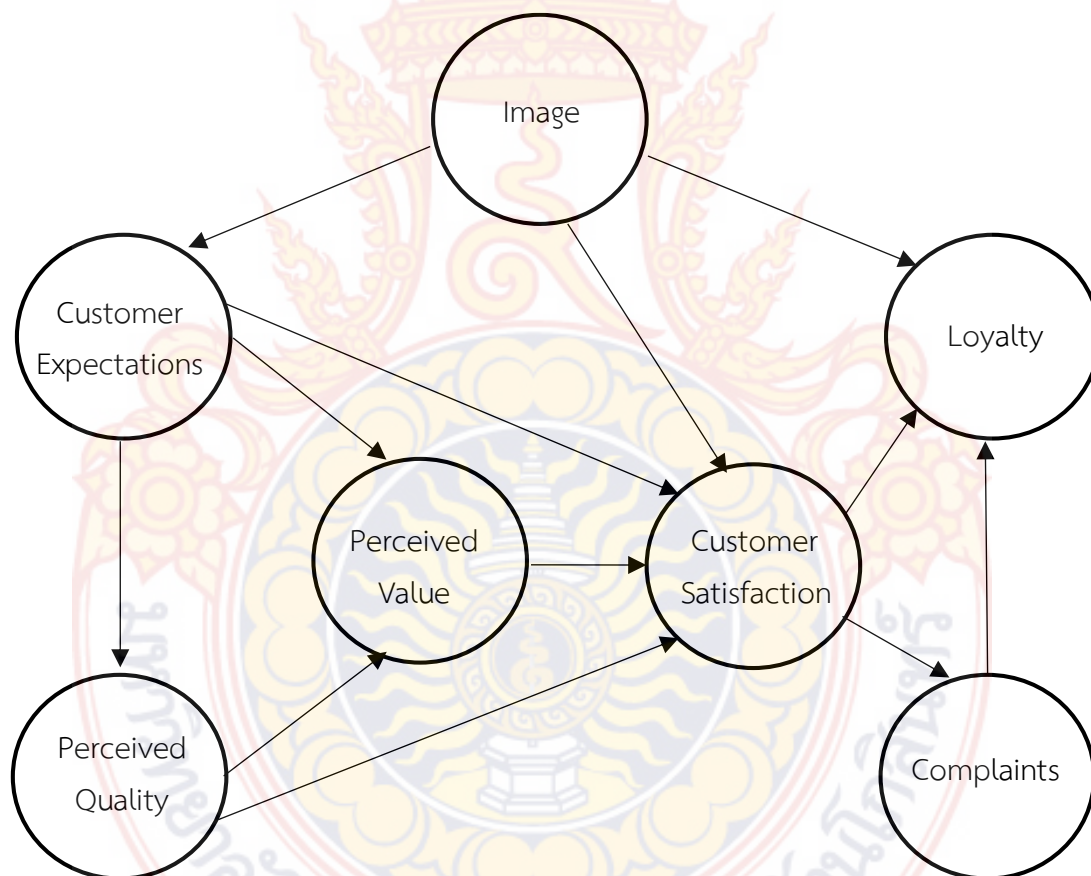 Image
Customer
Expectations
Loyalty
Perceived
Value
Customer
Satisfaction
Perceived
Quality
Complaints